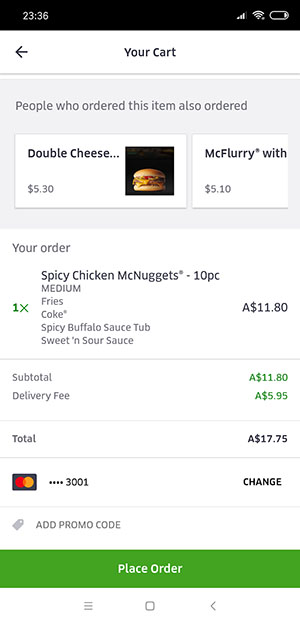 23:36
Your Cart
People who ordered this item also ordered
Double Cheese...
$5.30
McFlurry® with
$5.10
Your order
1× Spicy Chicken McNuggets® - 10pc A$11.80
MEDIUM
Fries
Coke®
Spicy Buffalo Sauce Tub
Sweet 'n Sour Sauce
Subtotal A$11.80
Delivery Fee A$5.95
Total A$17.75
•••• 3001 CHANGE
ADD PROMO CODE
Place Order